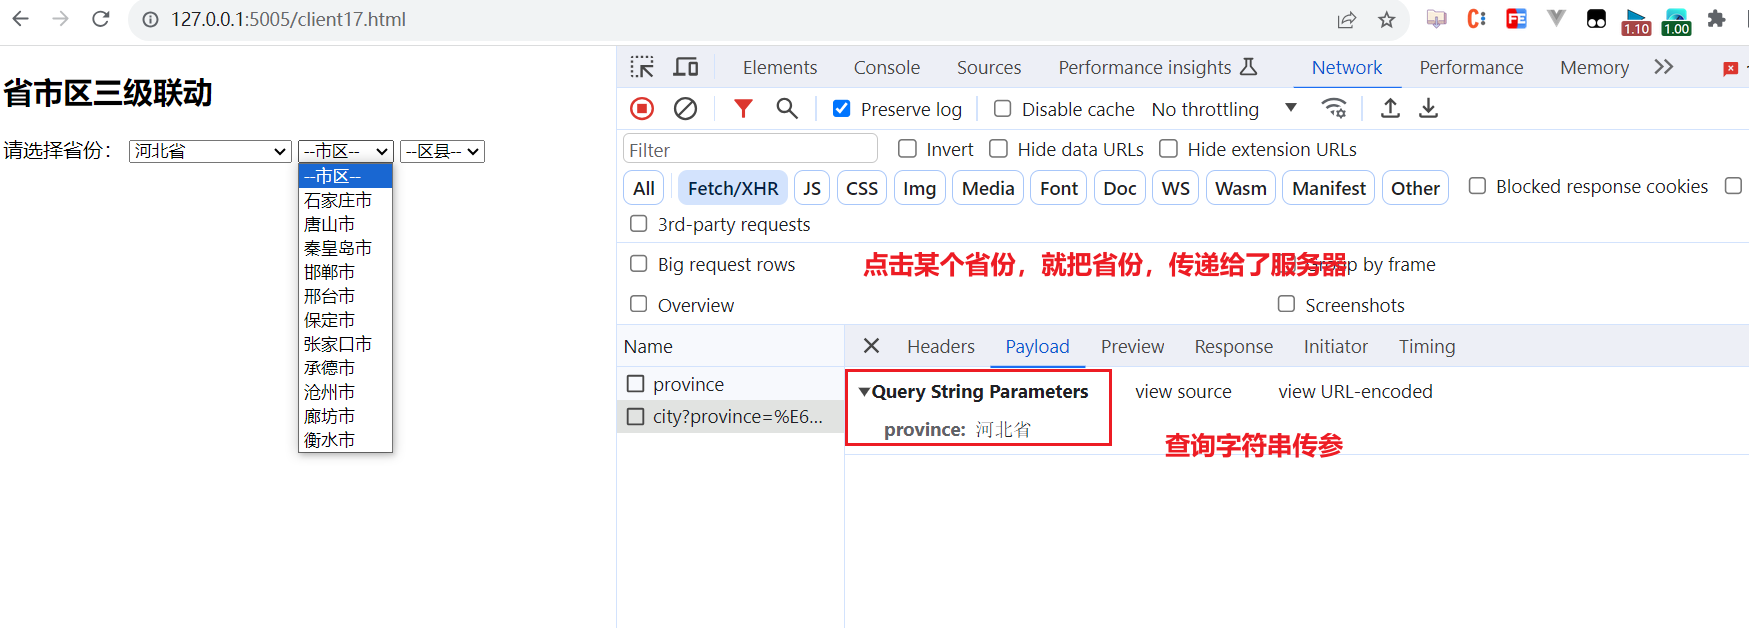 127.0.0.1:5005/client17.html
1.10
1.00
省市区三级联动
请选择省份：
河北省
--市区--
--区县--
--市区--
石家庄市
唐山市
秦皇岛市
邯郸市
邢台市
保定市
张家口市
承德市
沧州市
廊坊市
衡水市
Elements
Console
Sources
Performance insights
Network
Performance
Memory
Preserve log
Disable cache
No throttling
Filter
Invert
Hide data URLs
Hide extension URLs
All
Fetch/XHR
JS
CSS
Img
Media
Font
Doc
WS
Wasm
Manifest
Other
Blocked response cookies
3rd-party requests
Big request rows
点击某个省份，就把省份，传递给了服务器
by frame
Overview
Screenshots
Name
Headers
Payload
Preview
Response
Initiator
Timing
province
city?province=%E6...
Query String Parameters
view source
view URL-encoded
province: 河北省
查询字符串传参